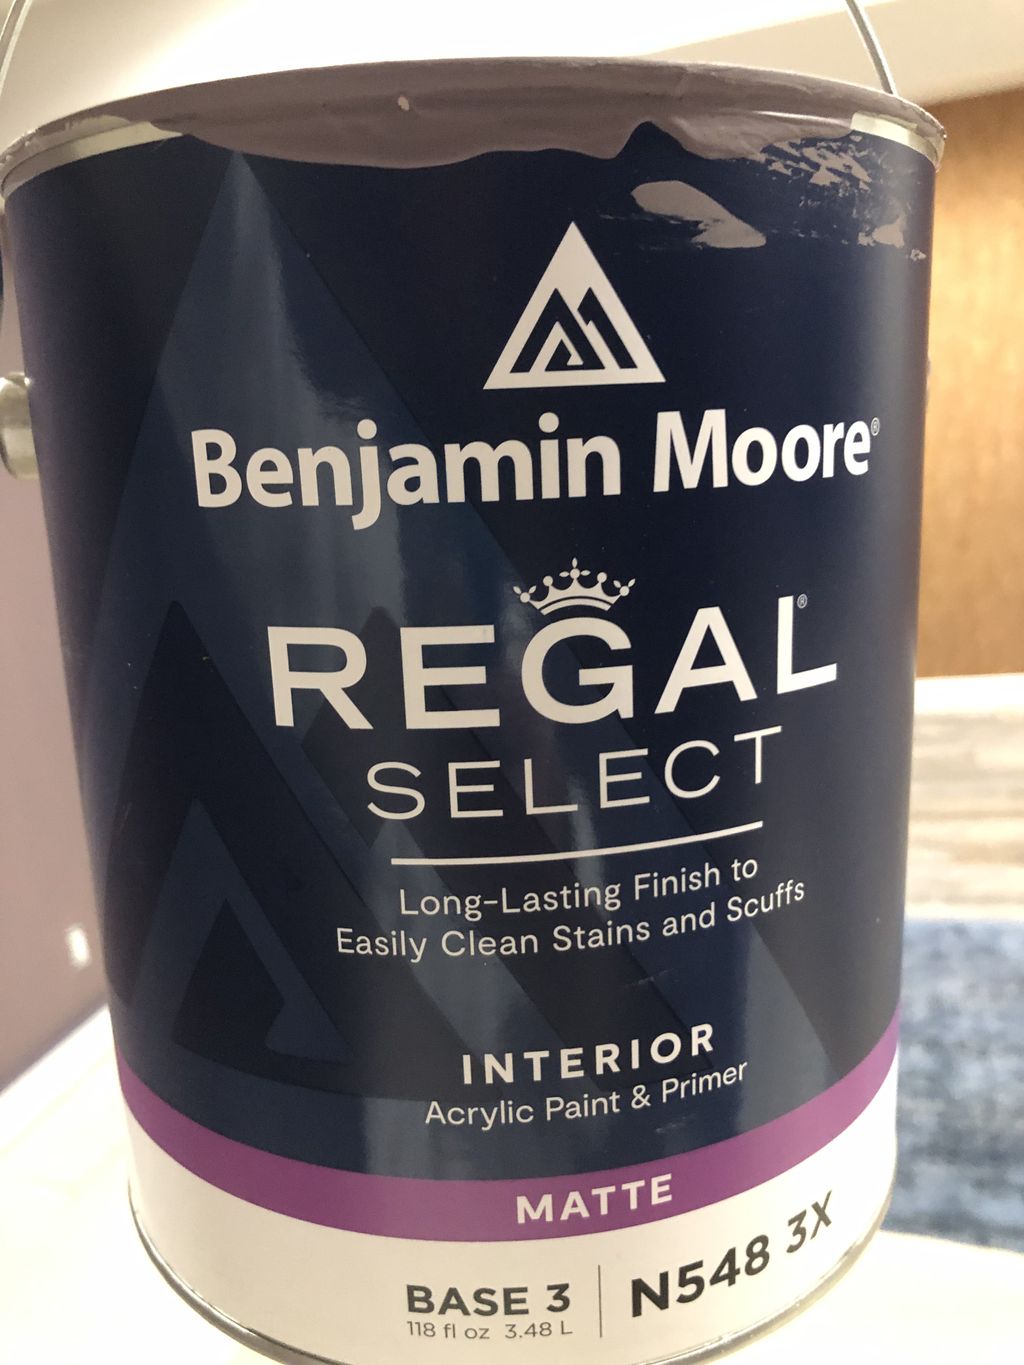 Benjamin Moore®
REGAL®
SELECT
Long-Lasting Finish to
Easily Clean Stains and Scuffs
INTERIOR
Acrylic Paint & Primer
MATTE
BASE 3
118 fl oz 3.48 L
N548 3X